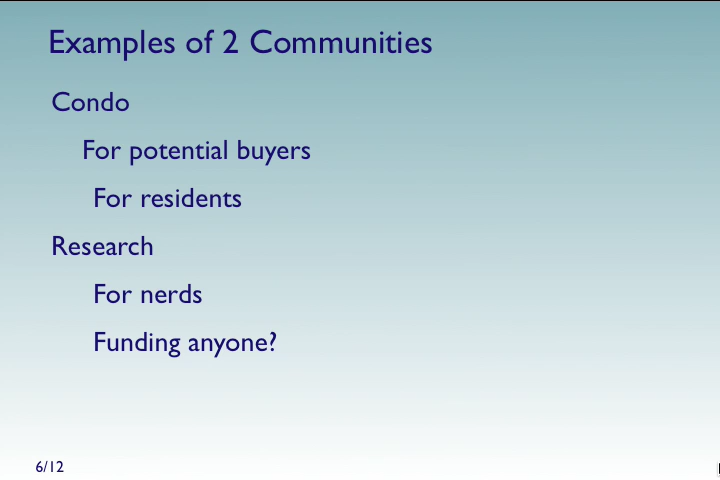 Examples of 2 Communities
Condo
For potential buyers
For residents
Research
For nerds
Funding anyone?
6/12